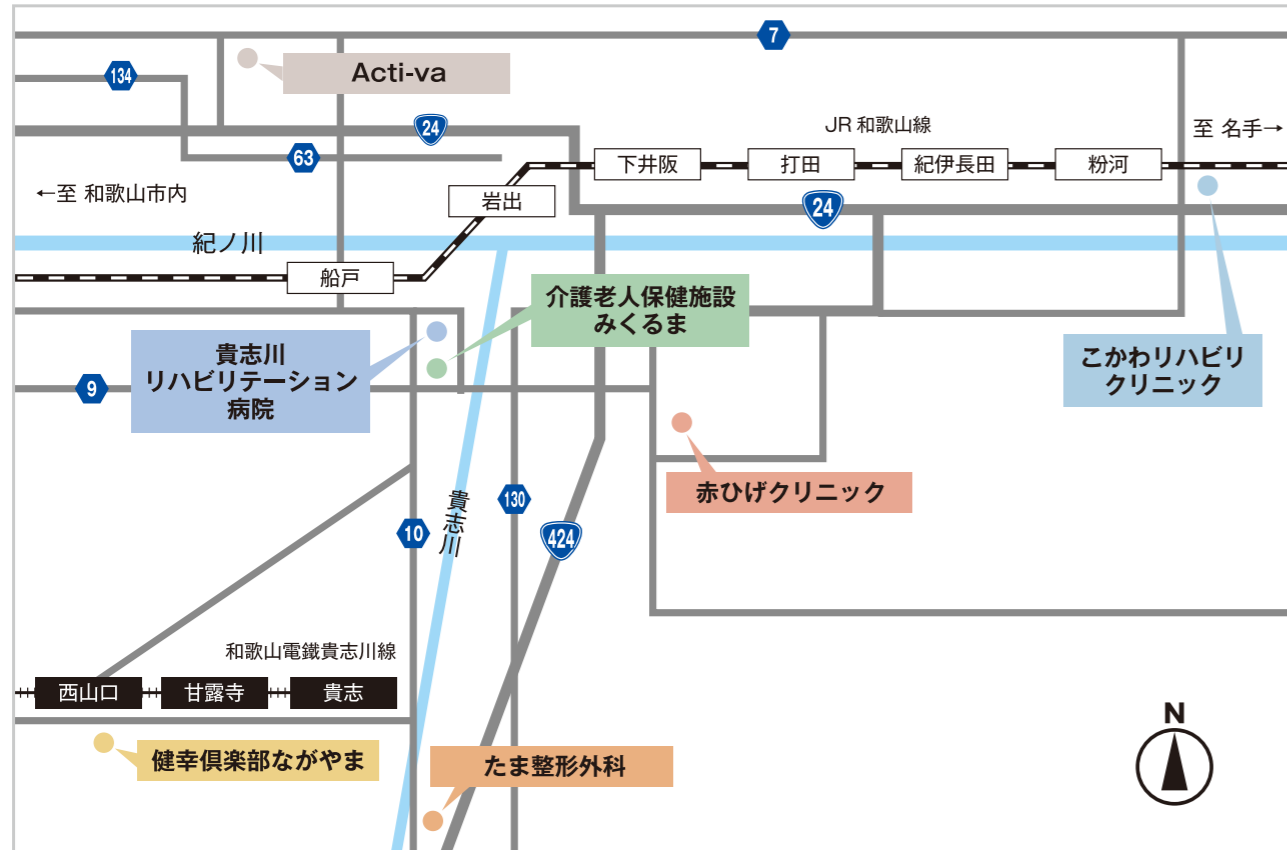 7
134
Acti-va
24
JR 和歌山線
至 名手→
63
下井阪
打田
紀伊長田
粉河
←至 和歌山市内
岩出
24
紀ノ川
船戸
介護老人保健施設
みくるま
貴志川
リハビリテーション
病院
こかわリハビリ
クリニック
9
赤ひげクリニック
130
貴志川
10
424
和歌山電鐵貴志川線
西山口
甘露寺
貴志
N
健幸倶楽部ながやま
たま整形外科